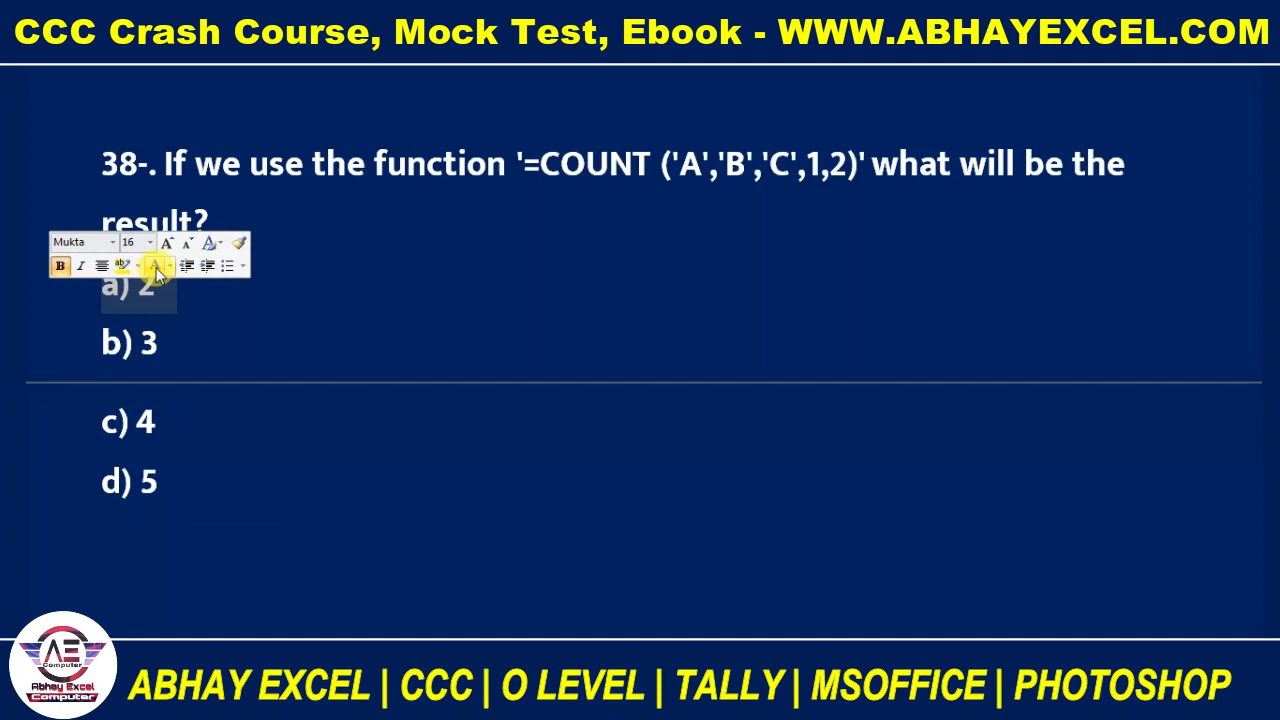 CCC Crash Course, Mock Test, Ebook - WWW.ABHAYEXCEL.COM
38-. If we use the function '=COUNT ('A','B','C',1,2)' what will be the
result?
Mukta 16
a) 2
b) 3
c) 4
d) 5
AE
Computer
Abhay Excel
Computer
ABHAY EXCEL | CCC | O LEVEL | TALLY | MSOFFICE | PHOTOSHOP